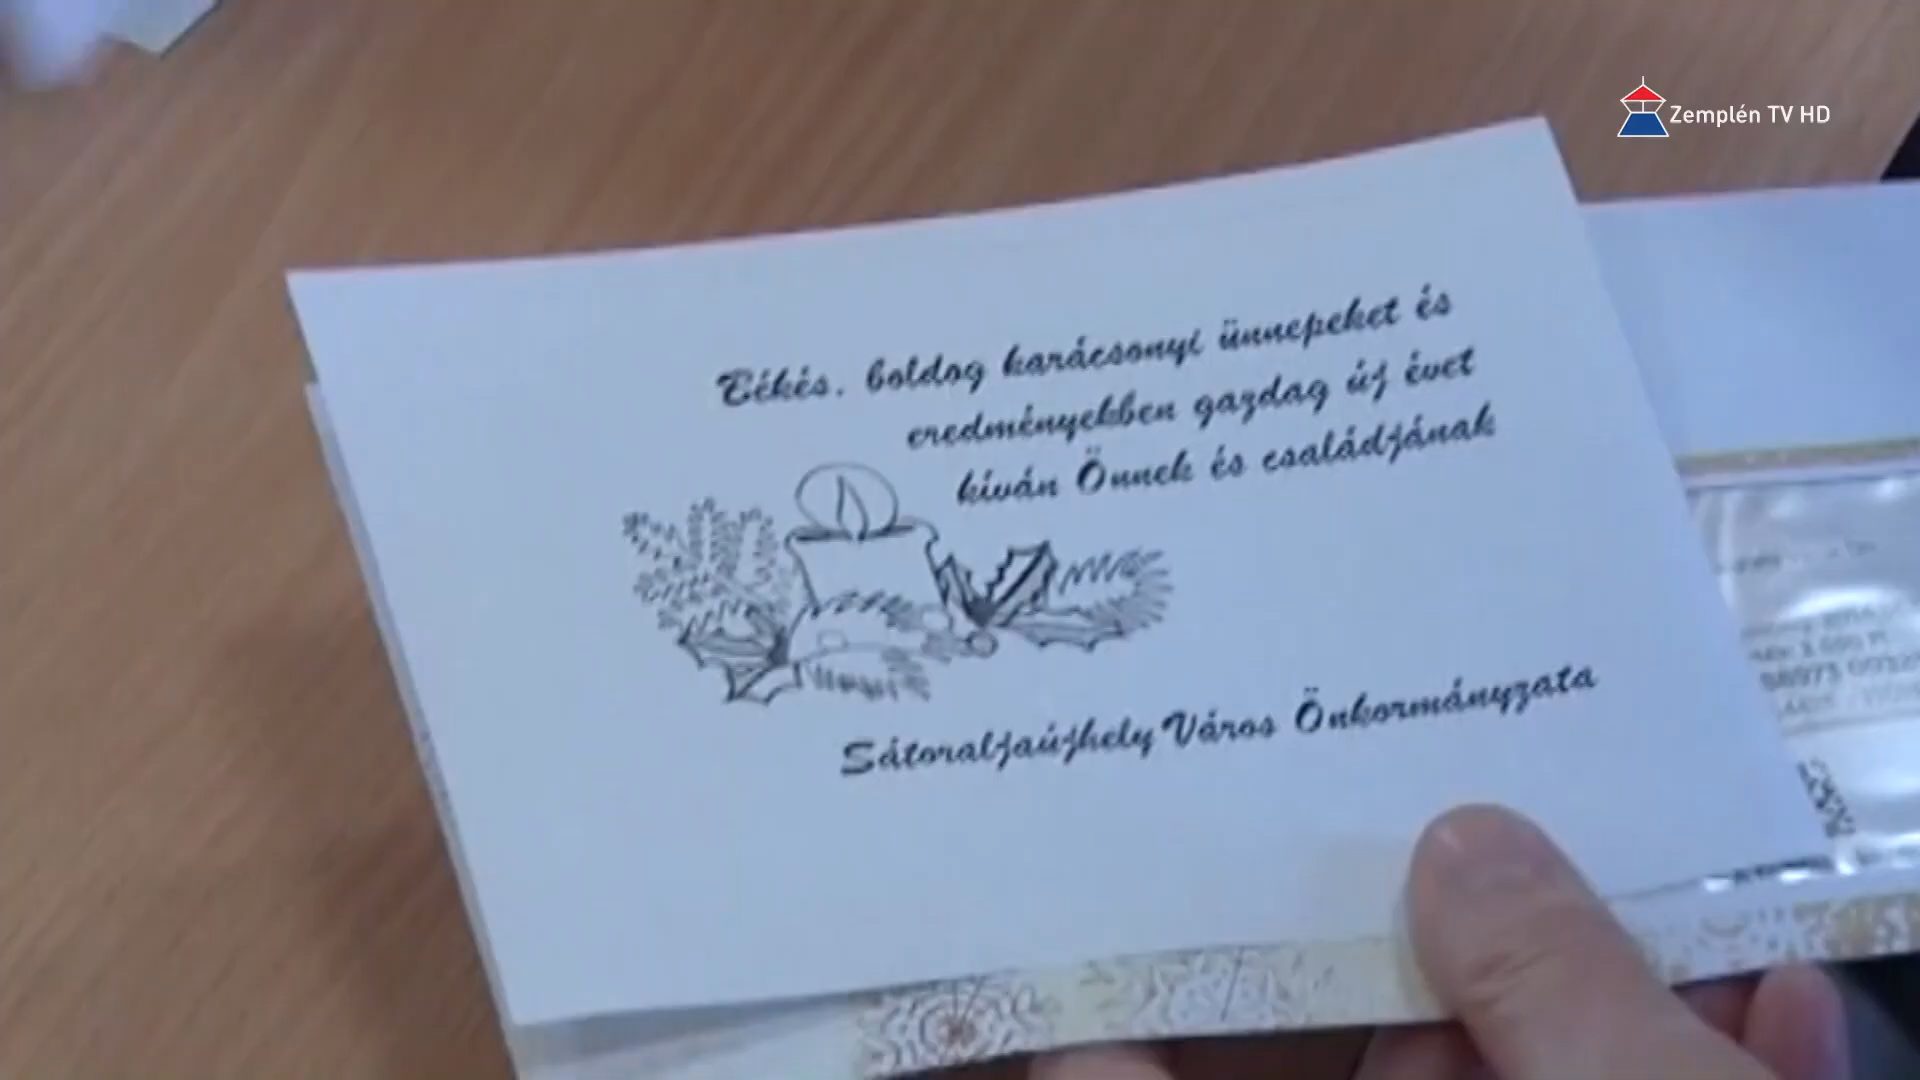 Zemplén TV HD
Békés, boldog karácsonyi ünnepeket és
eredményekben gazdag új évet
kíván Önnek és családjának
Sátoraljaújhely Város Önkormányzata